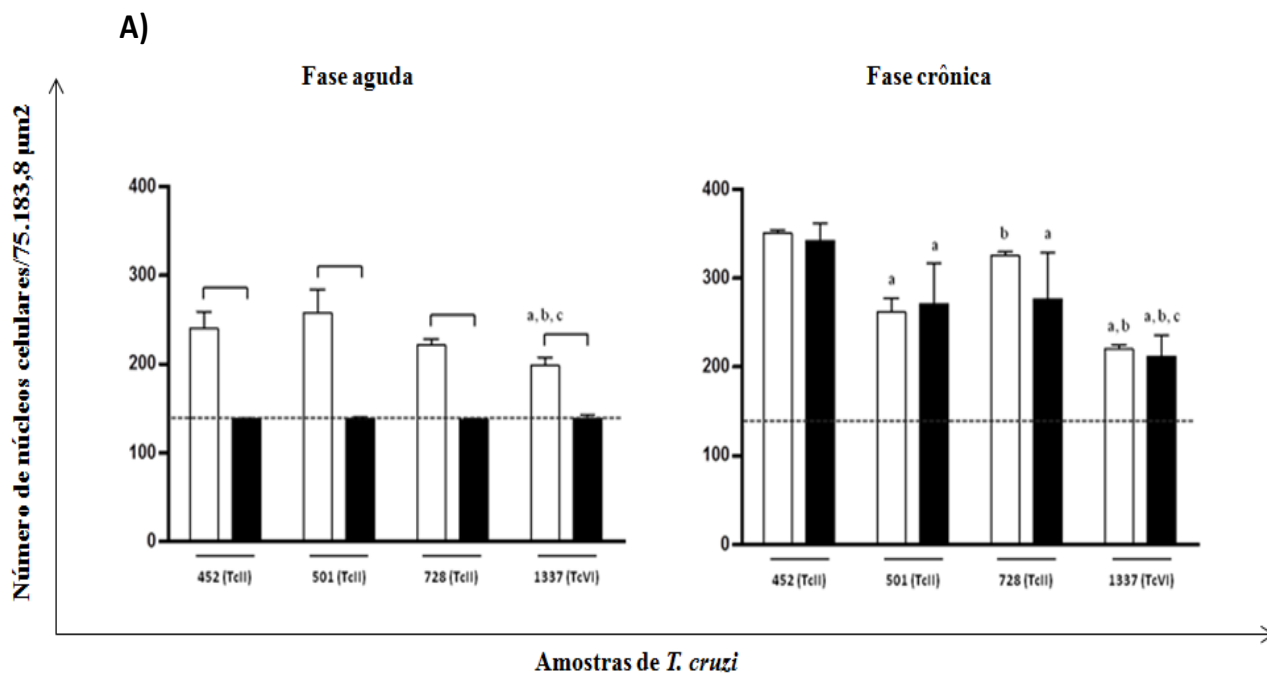 A)
Fase aguda
Fase crônica
Número de núcleos celulares/75.183,8 µm2
400
300
200
100
0
a, b, c
452 (TcII)
501 (TcII)
728 (TcII)
1337 (TcVI)
400
300
200
100
0
a
a
b
a
a, b
a, b, c
452 (TcII)
501 (TcII)
728 (TcII)
1337 (TcVI)
Amostras de T. cruzi